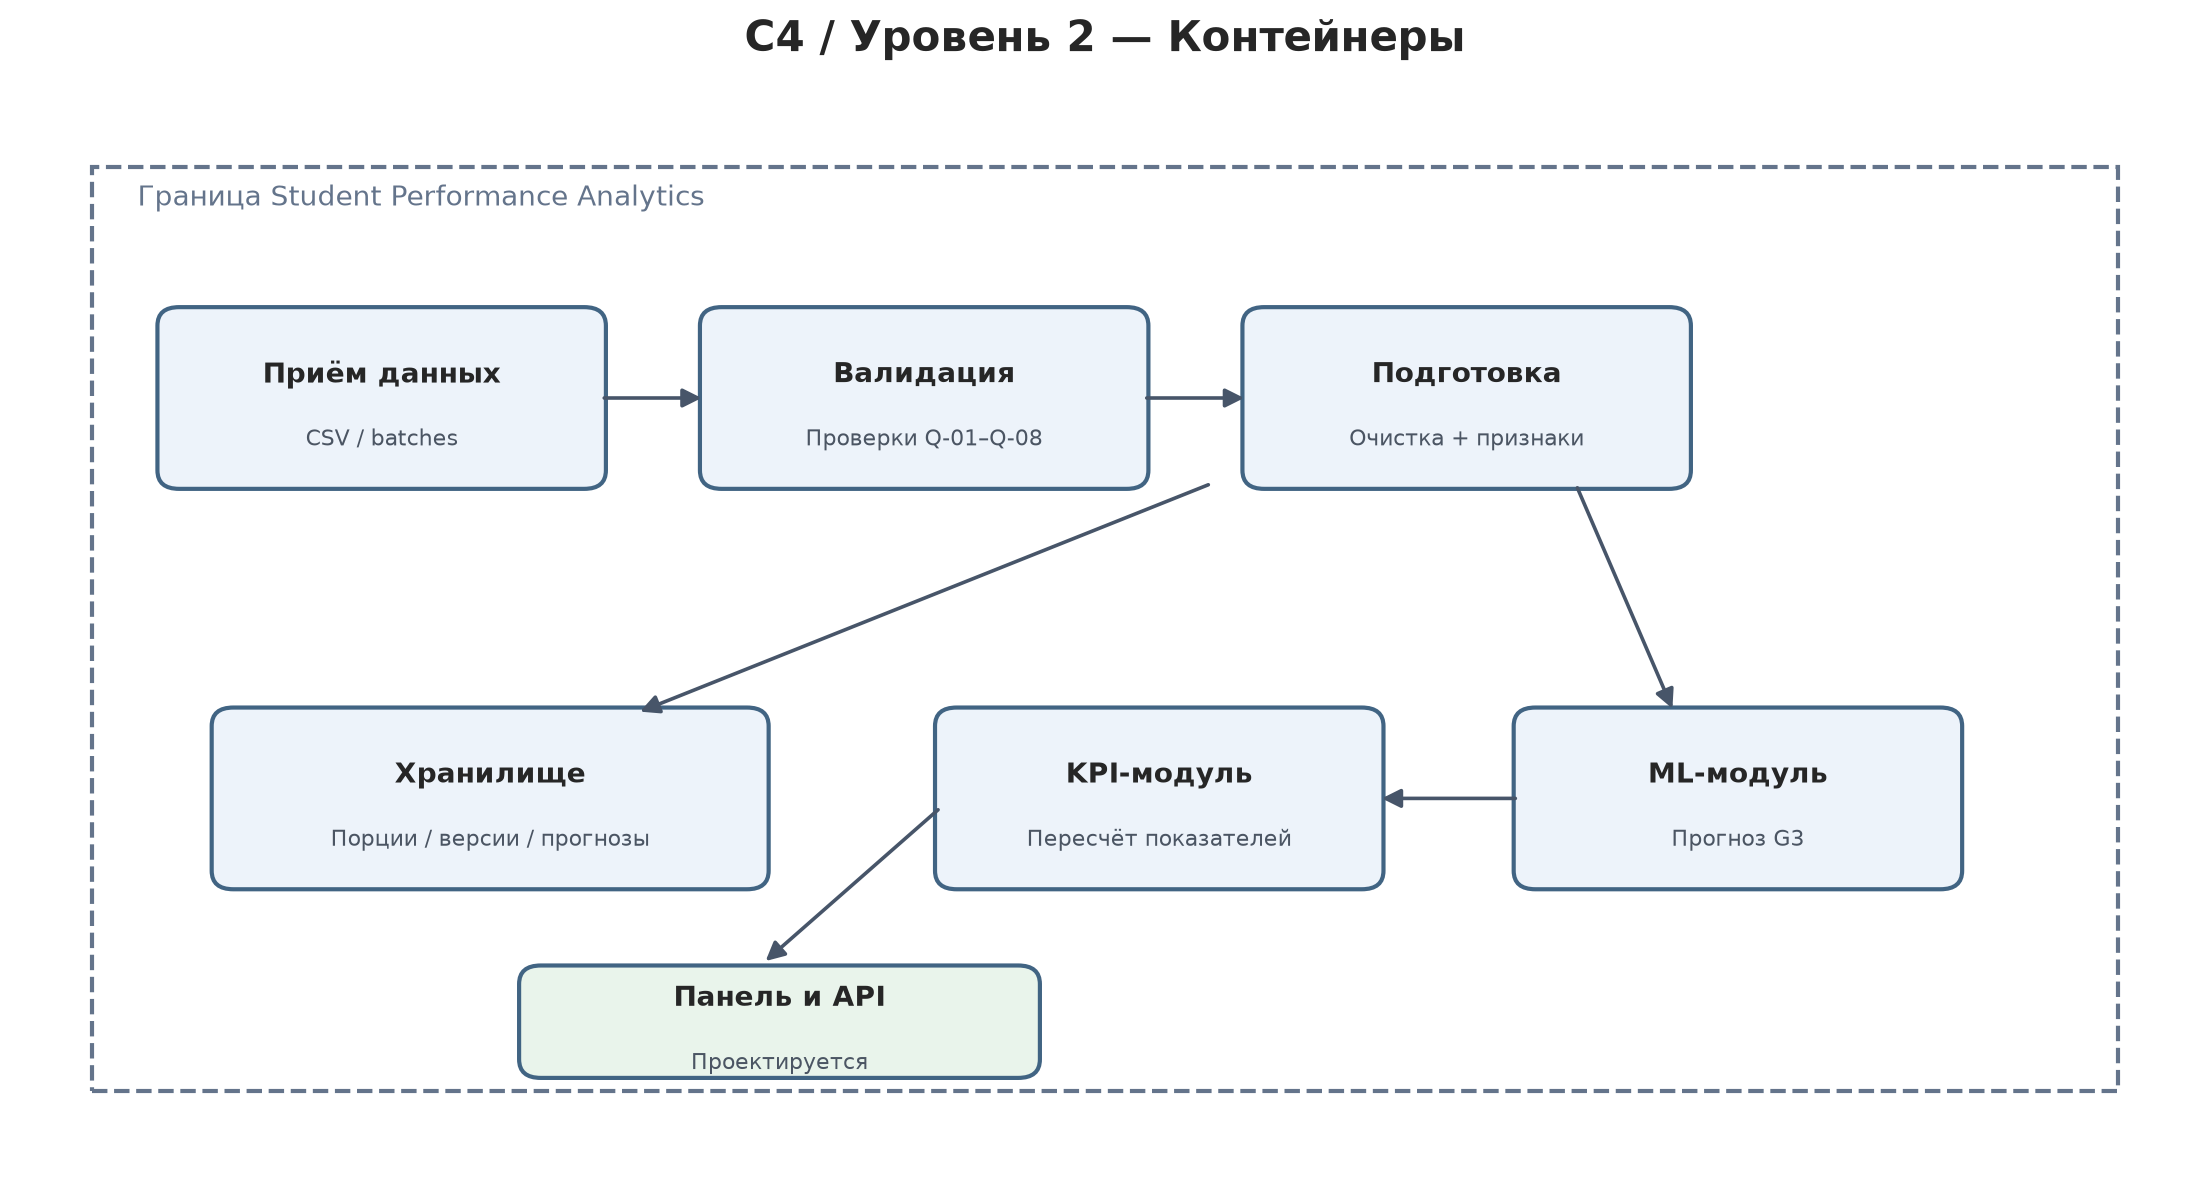 C4 / Уровень 2 — Контейнеры
Граница Student Performance Analytics
Приём данных
CSV / batches
Валидация
Проверки Q-01–Q-08
Подготовка
Очистка + признаки
Хранилище
Порции / версии / прогнозы
KPI-модуль
Пересчёт показателей
ML-модуль
Прогноз G3
Панель и API
Проектируется